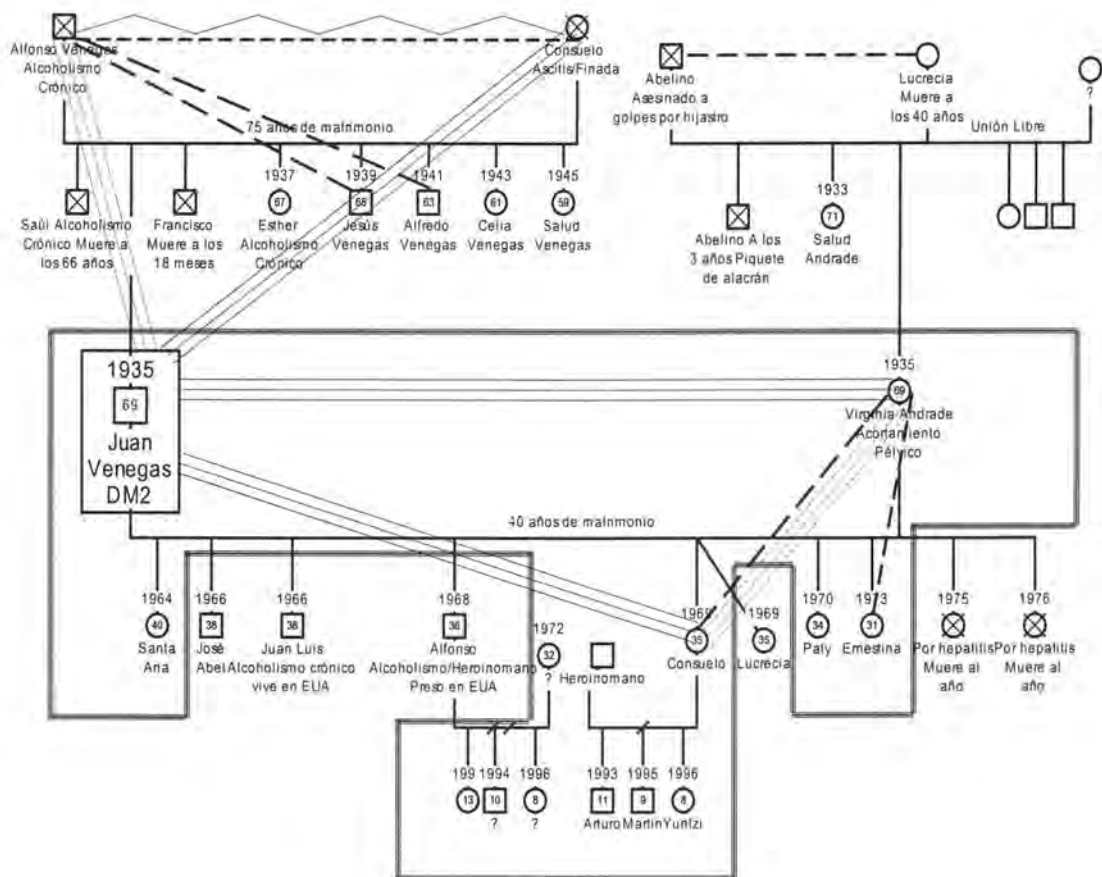 Alfonso Venegas
Alcoholismo
Crónico
Consuelo
Ascitis/Finada
Abelino
Asesinado a
golpes por hijastro
Lucrecia
Muere a
los 40 años
?
75 años de matrimonio
Unión Libre
Saúl Alcoholismo
Crónico Muere a
los 66 años
Francisco
Muere a los
18 meses
1937
67
Esther
Alcoholismo
Crónico
1939
Jesús
Venegas
1941
63
Alfredo
Venegas
1943
61
Celia
Venegas
1945
59
Salud
Venegas
Abelino A los
3 años Piquete
de alacrán
1933
71
Salud
Andrade
1935
69
Juan
Venegas
DM2
1935
69
Virginia Andrade
Acortamiento
Pélvico
40 años de matrimonio
1964
40
Santa
Ana
1966
38
José
Abel
1966
38
Juan Luis
Alcoholismo crónico
vive en EUA
1968
36
Alfonso
Alcoholismo/Heroinomano
Preso en EUA
1972
32
?
Heroinomano
1969
35
Consuelo
1969
35
Lucrecia
1970
34
Paty
1973
31
Ernestina
1975
Por hepatitis
Muere al
año
1976
Por hepatitis
Muere al
año
199
13
1994
10
?
1996
8
?
1993
11
Arturo
1995
9
Martín
1996
8
Yuritzi